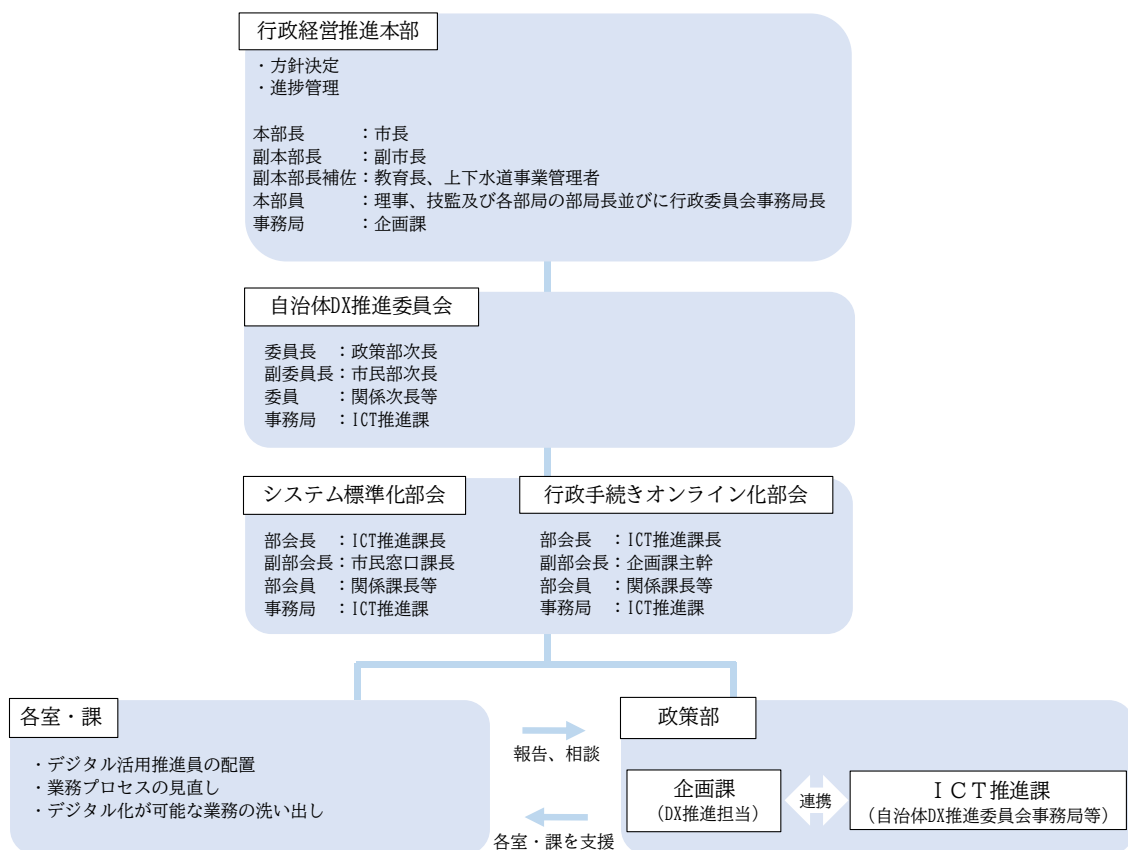 行政経営推進本部
・方針決定
・進捗管理
本部長　　　　：市長
副本部長　　　：副市長
副本部長補佐：教育長、上下水道事業管理者
本部員　　　　：理事、技監及び各部局の部局長並びに行政委員会事務局長
事務局　　　　：企画課
自治体DX推進委員会
委員長　：政策部次長
副委員長：市民部次長
委員　　：関係次長等
事務局　：ICT推進課
システム標準化部会
部会長　：ICT推進課長
副部会長：市民窓口課長
部会員　：関係課長等
事務局　：ICT推進課
行政手続きオンライン化部会
部会長　：ICT推進課長
副部会長：企画課主幹
部会員　：関係課長等
事務局　：ICT推進課
各室・課
・デジタル活用推進員の配置
・業務プロセスの見直し
・デジタル化が可能な業務の洗い出し
報告、相談
各室・課を支援
政策部
企画課
（DX推進担当）
連携
ＩＣＴ推進課
（自治体DX推進委員会事務局等）